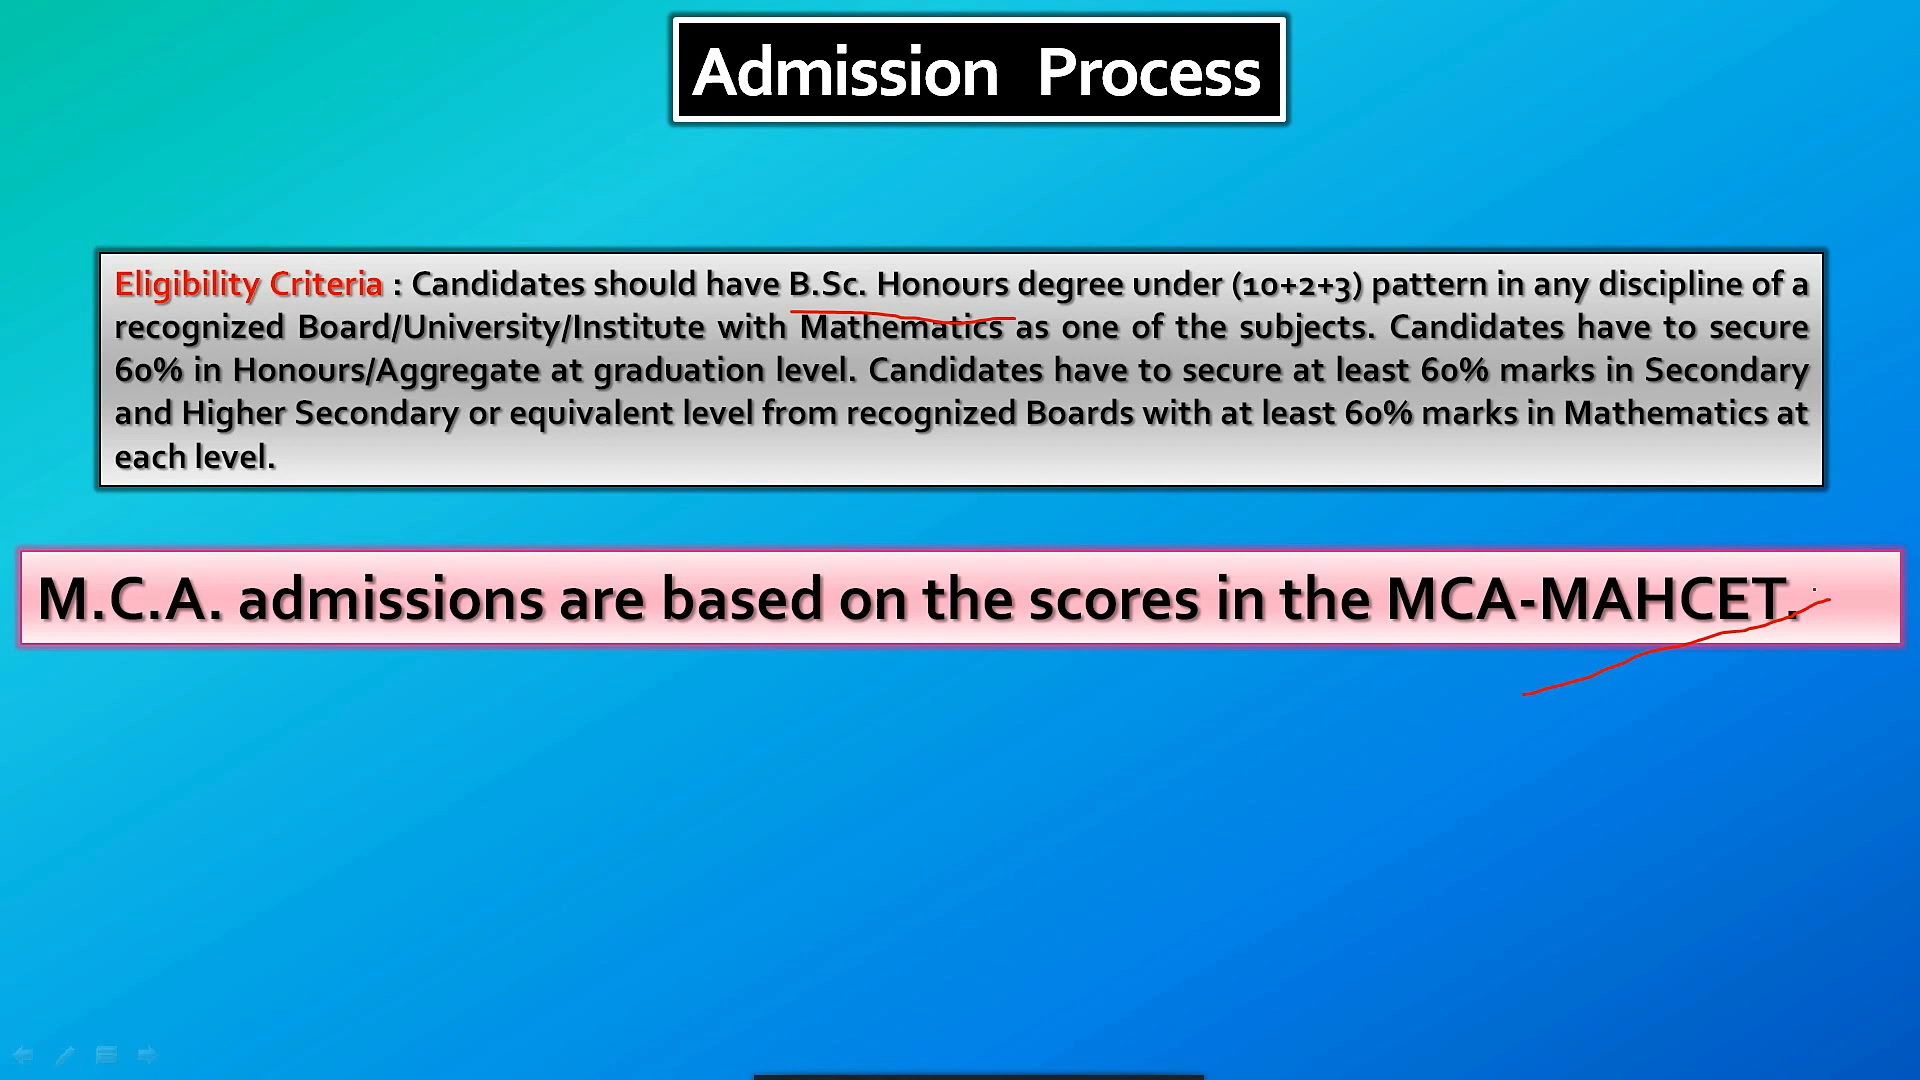 Admission Process
Eligibility Criteria : Candidates should have B.Sc. Honours degree under (10+2+3) pattern in any discipline of a
recognized Board/University/Institute with Mathematics as one of the subjects. Candidates have to secure
60% in Honours/Aggregate at graduation level. Candidates have to secure at least 60% marks in Secondary
and Higher Secondary or equivalent level from recognized Boards with at least 60% marks in Mathematics at
each level.
M.C.A. admissions are based on the scores in the MCA-MAHCET.